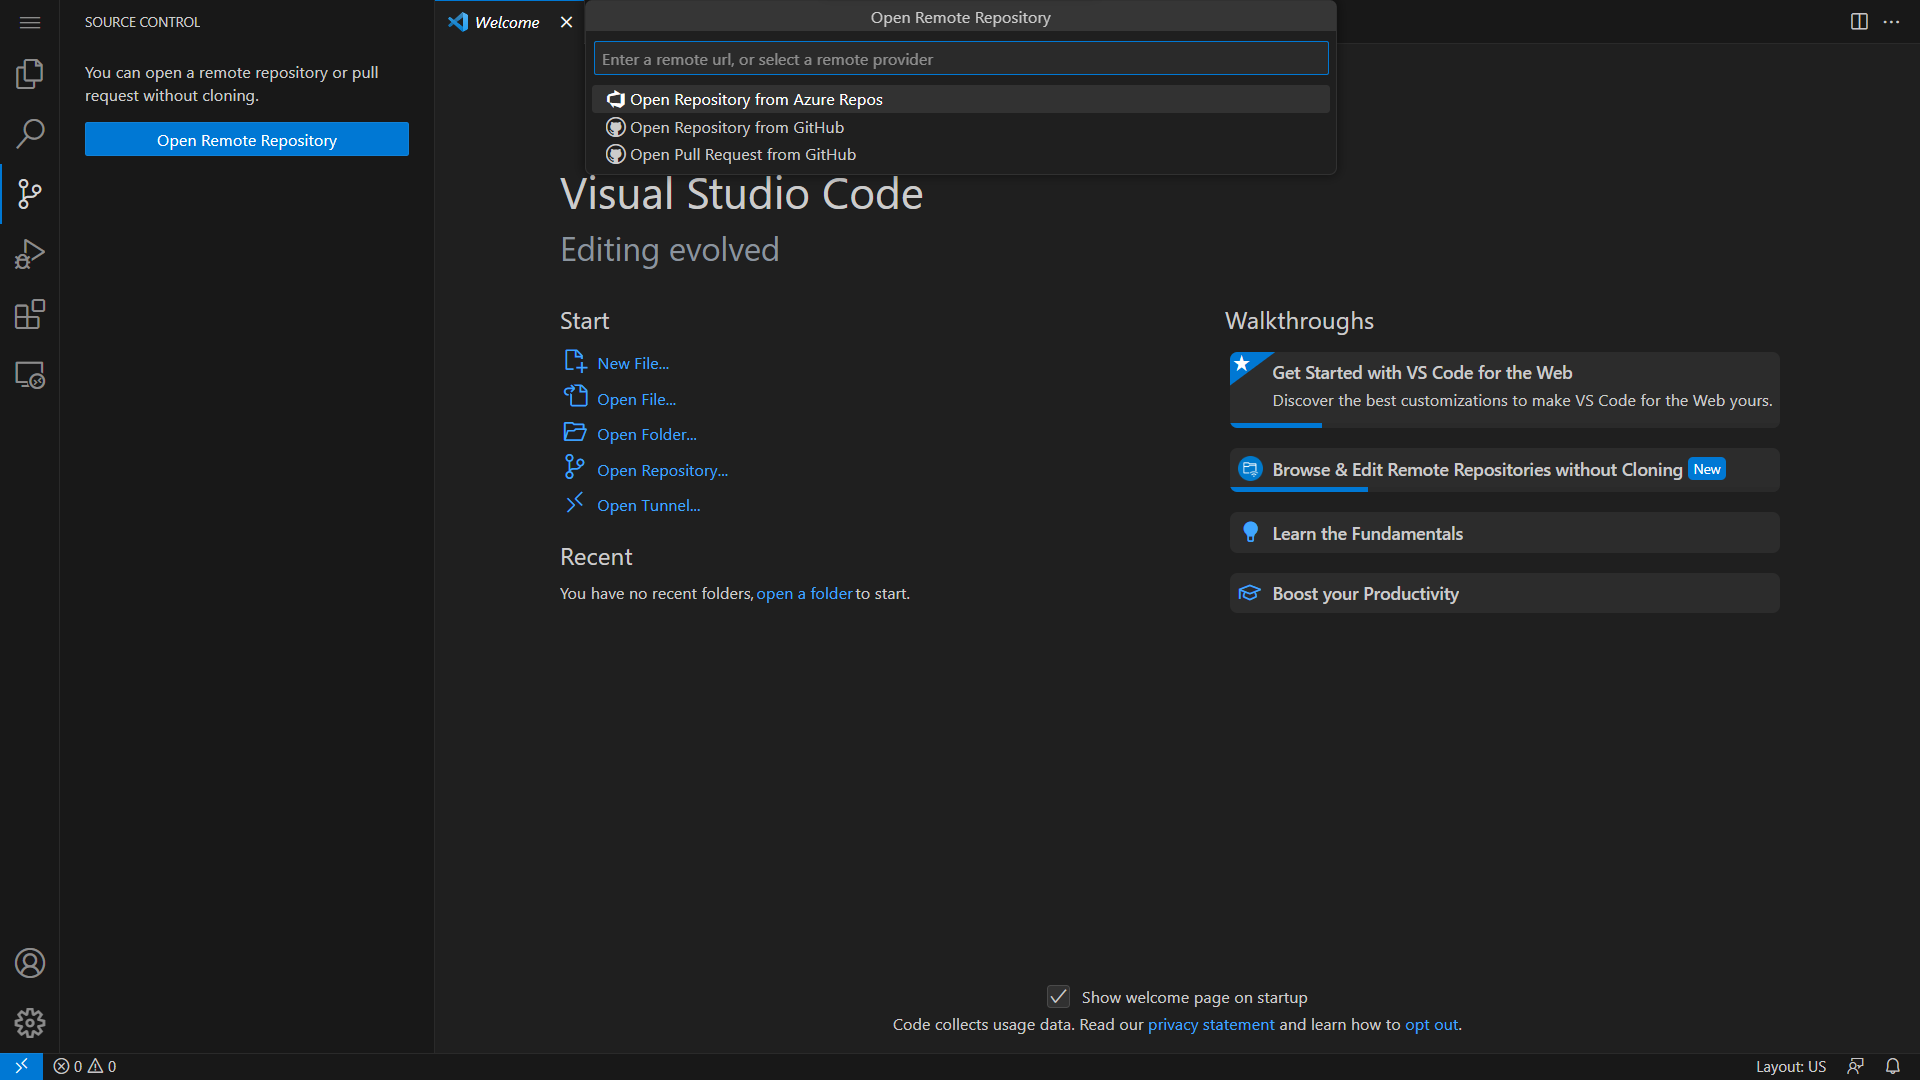 SOURCE CONTROL
You can open a remote repository or pull
request without cloning.
Open Remote Repository
Welcome
Open Remote Repository
Enter a remote url, or select a remote provider
Open Repository from Azure Repos
Open Repository from GitHub
Open Pull Request from GitHub
Visual Studio Code
Editing evolved
Start
New File...
Open File...
Open Folder...
Open Repository...
Open Tunnel...
Recent
You have no recent folders, open a folder to start.
Walkthroughs
Get Started with VS Code for the Web
Discover the best customizations to make VS Code for the Web yours.
Browse & Edit Remote Repositories without Cloning New
Learn the Fundamentals
Boost your Productivity
Show welcome page on startup
Code collects usage data. Read our privacy statement and learn how to opt out.
0 0
Layout: US